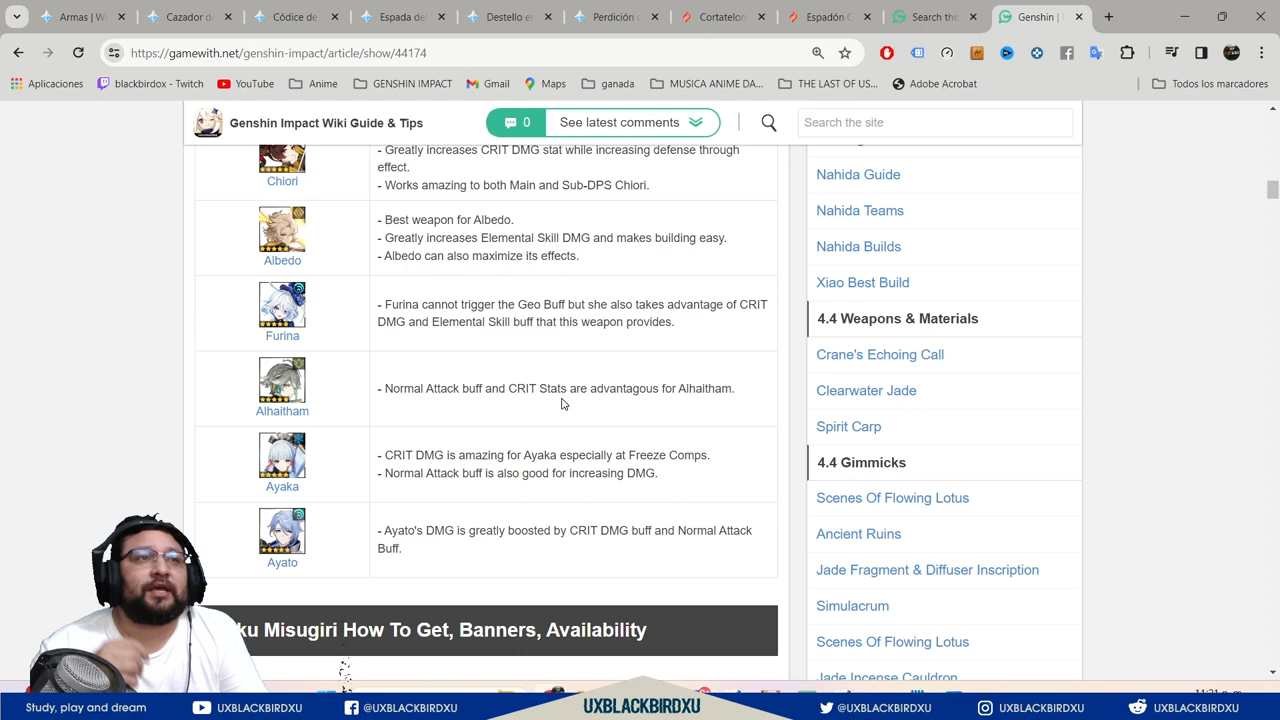 Armas | Wi
Cazador d
Códice de
Espada de
Destello e
Perdición
Cortatelo
Espadón
Search the
Genshin |
https://gamewith.net/genshin-impact/article/show/44174
Aplicaciones
blackbirdox - Twitch
YouTube
Anime
GENSHIN IMPACT
Gmail
Maps
ganada
MUSICA ANIME DA...
THE LAST OF US...
Adobe Acrobat
Todos los marcadores
Genshin Impact Wiki Guide & Tips
0
See latest comments
Search the site
Chiori
- Greatly increases CRIT DMG stat while increasing defense through
effect.
- Works amazing to both Main and Sub-DPS Chiori.
Albedo
- Best weapon for Albedo.
- Greatly increases Elemental Skill DMG and makes building easy.
- Albedo can also maximize its effects.
Furina
- Furina cannot trigger the Geo Buff but she also takes advantage of CRIT
DMG and Elemental Skill buff that this weapon provides.
Alhaitham
- Normal Attack buff and CRIT Stats are advantagous for Alhaitham.
Ayaka
- CRIT DMG is amazing for Ayaka especially at Freeze Comps.
- Normal Attack buff is also good for increasing DMG.
Ayato
- Ayato's DMG is greatly boosted by CRIT DMG buff and Normal Attack
Buff.
ku Misugiri How To Get, Banners, Availability
Nahida Guide
Nahida Teams
Nahida Builds
Xiao Best Build
4.4 Weapons & Materials
Crane's Echoing Call
Clearwater Jade
Spirit Carp
4.4 Gimmicks
Scenes Of Flowing Lotus
Ancient Ruins
Jade Fragment & Diffuser Inscription
Simulacrum
Scenes Of Flowing Lotus
Jade Incense Cauldron
Study, play and dream
UXBLACKBIRDXU
@UXBLACKBIRDXU
UXBLACKBIRDXU
@UXBLACKBIRDXU
UXBLACKBIRDXU
UXBLACKBIRDXU